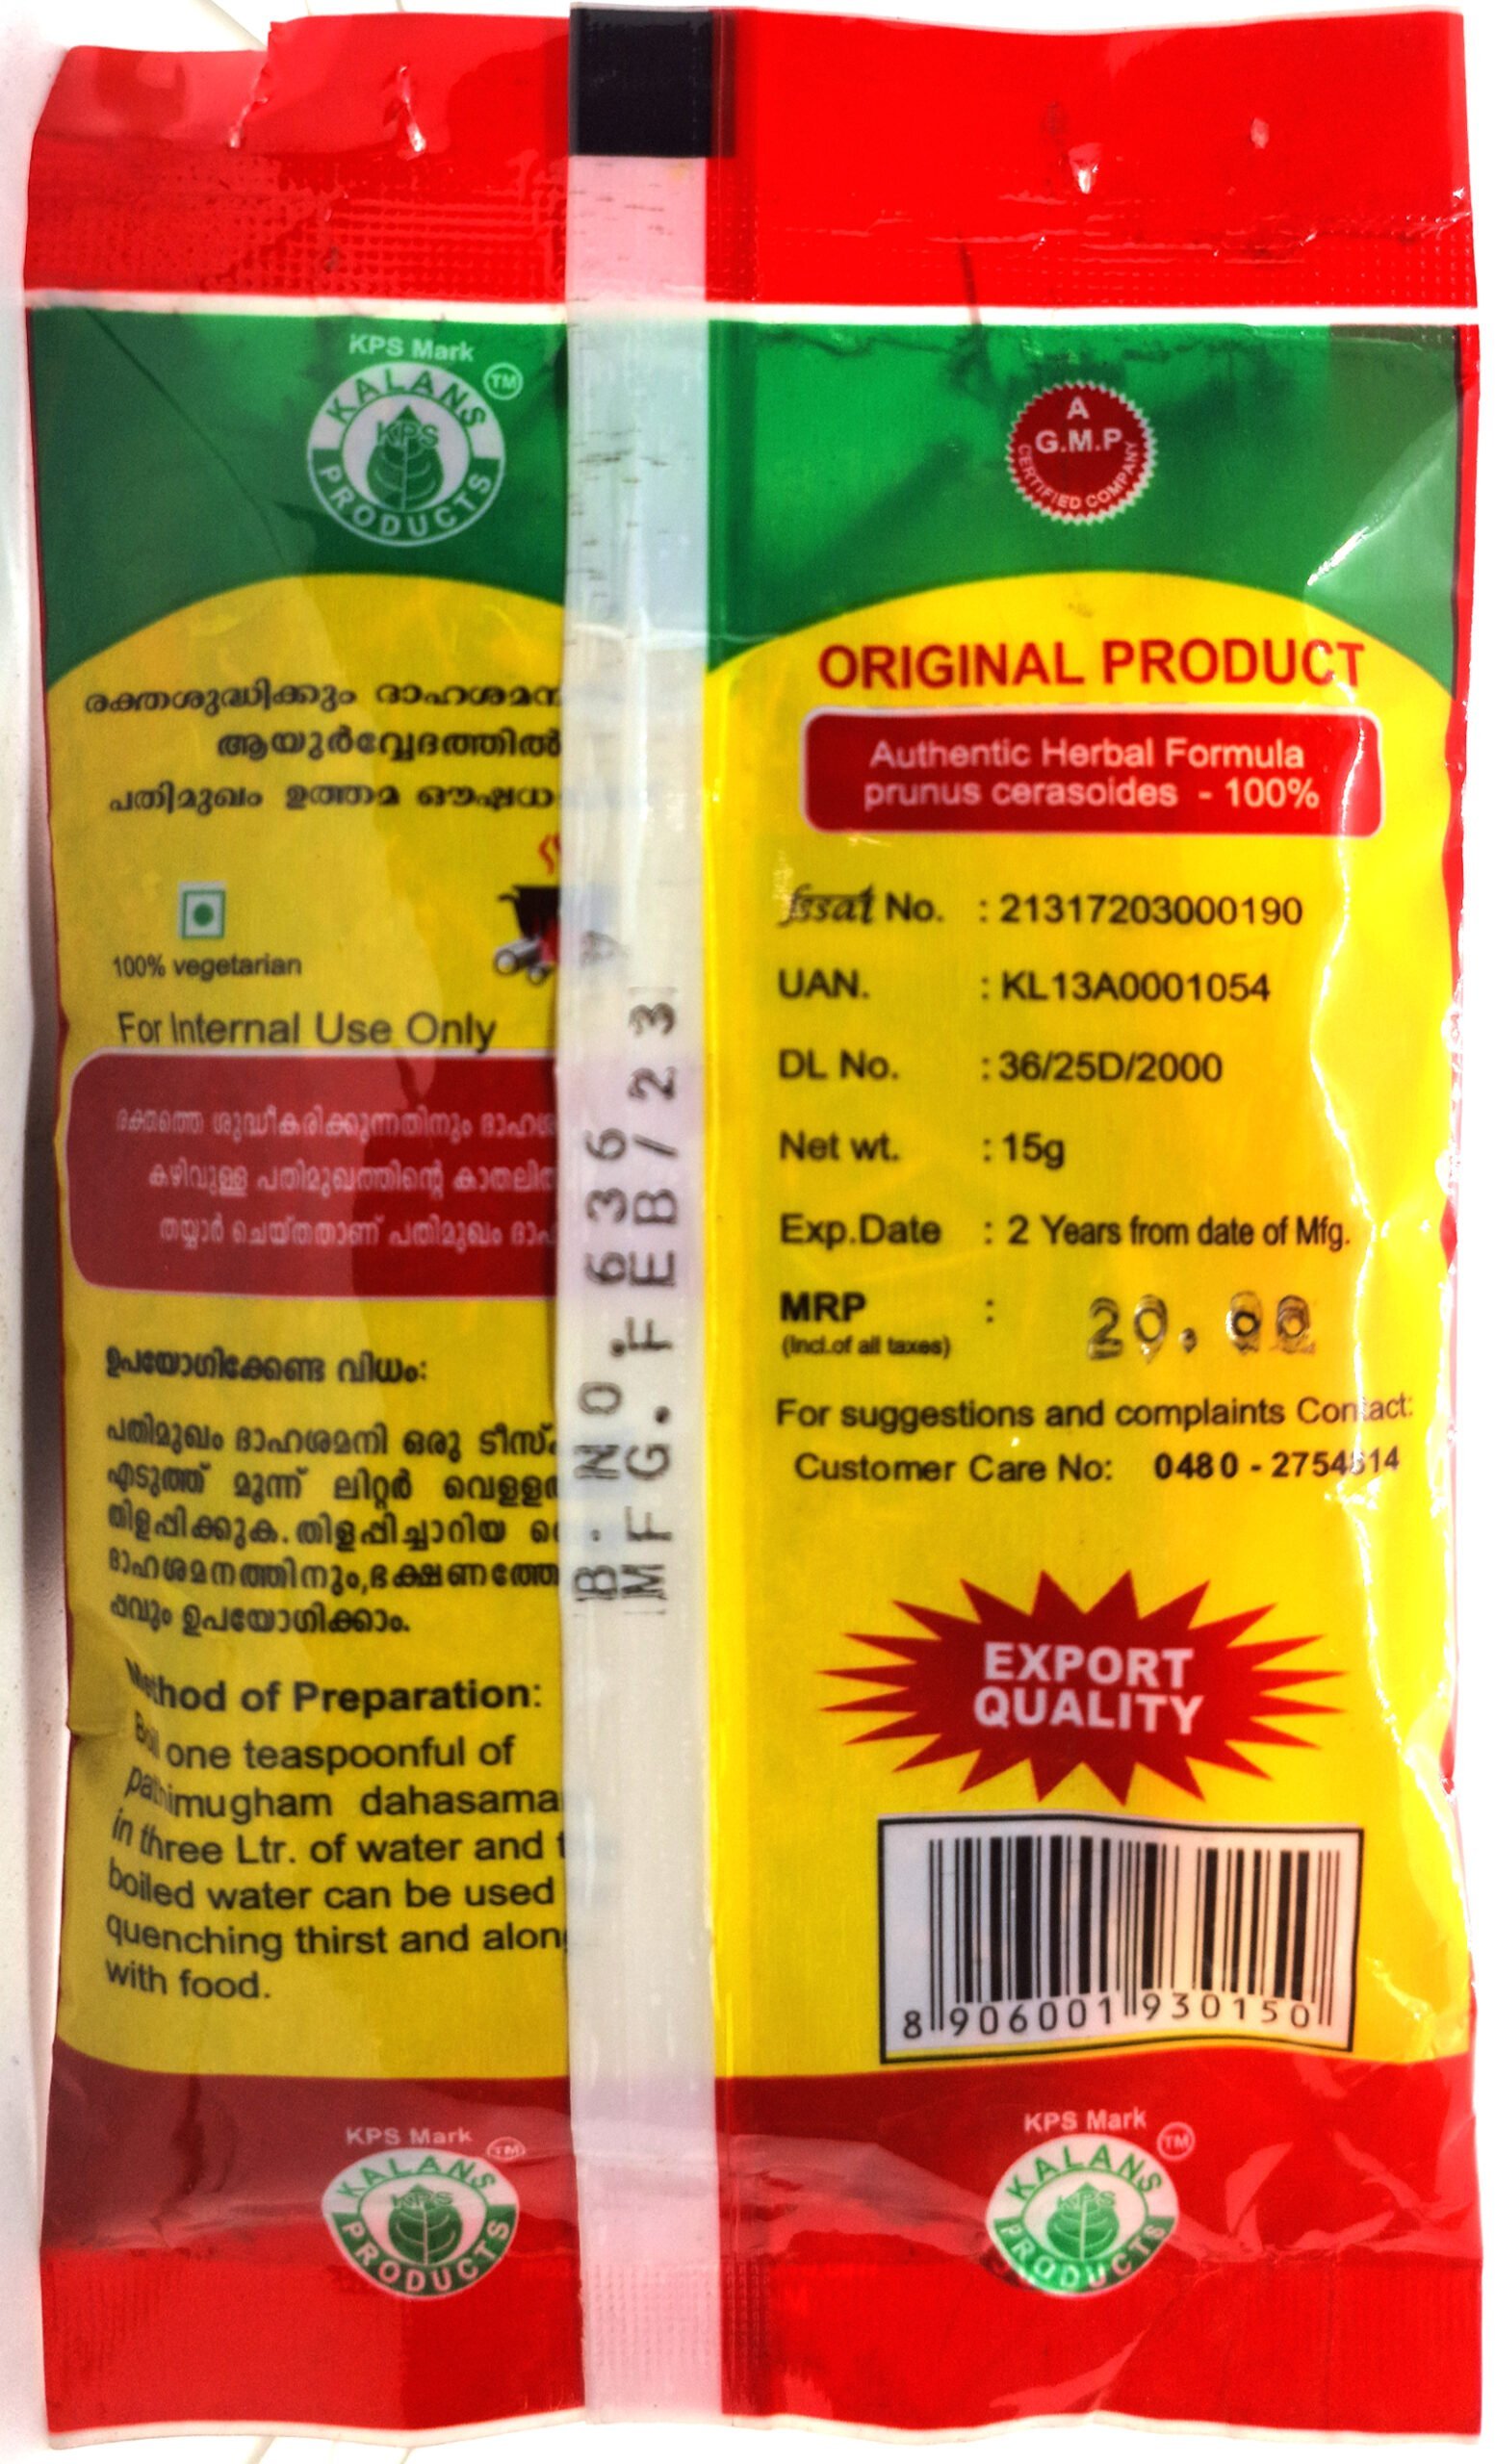 KPS Mark
TM
KALANS
KPS
PRODUCTS
രക്തശുദ്ധിക്കും
ആയുർവ്വേദത്തിൽ
പതിമുഖം ഉത്തമ
100% vegetarian
For Internal Use Only
രക്തത്തെ ശുദ്ധീകരിക്കുന്നതിനും
കഴിവുള്ള പതിമുഖത്തിന്റെ
തയ്യാർ ചെയ്തതാണ് പതിമുഖം
ഉപയോഗിക്കേണ്ട വിധം:
പതിമുഖം ദാഹശമനി ഒരു
എടുത്ത് മൂന്ന് ലിറ്റർ
തിളപ്പിക്കുക.തിളപ്പിച്ചാറിയ
ദാഹശമനത്തിനും,ഭക്ഷണത്തോ
പ്പവും ഉപയോഗിക്കാം.
Method of Preparation:
Boil one teaspoonful of
pathimugham dahasama
in three Ltr. of water and
boiled water can be used
quenching thirst and along
with food.
KPS Mark
TM
KALANS
KPS
PRODUCTS
B. NO. 636
MFG. FEB/23
A
G.M.P
CERTIFIED COMPANY
ORIGINAL PRODUCT
Authentic Herbal Formula
prunus cerasoides - 100%
fssai No. : 21317203000190
UAN. : KL13A0001054
DL No. : 36/25D/2000
Net wt. : 15g
Exp.Date : 2 Years from date of Mfg.
MRP : 20.00
(Incl.of all taxes)
For suggestions and complaints Contact:
Customer Care No: 0480 -
EXPORT
QUALITY
8 906001 930150
KPS Mark
TM
KALANS
KPS
PRODUCTS